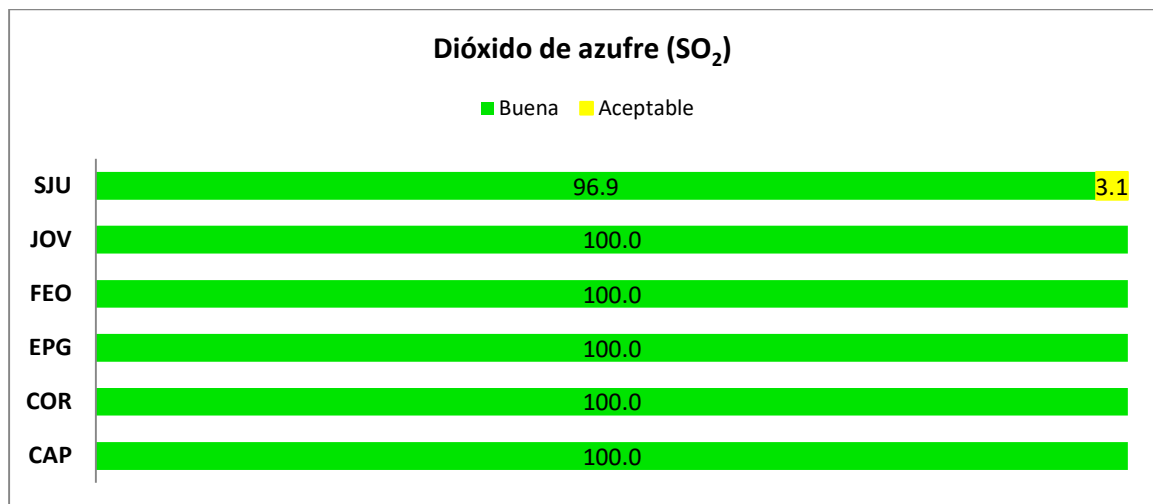 Dióxido de azufre (SO₂)
Buena Aceptable
SJU 96.9 3.1
JOV 100.0
FEO 100.0
EPG 100.0
COR 100.0
CAP 100.0